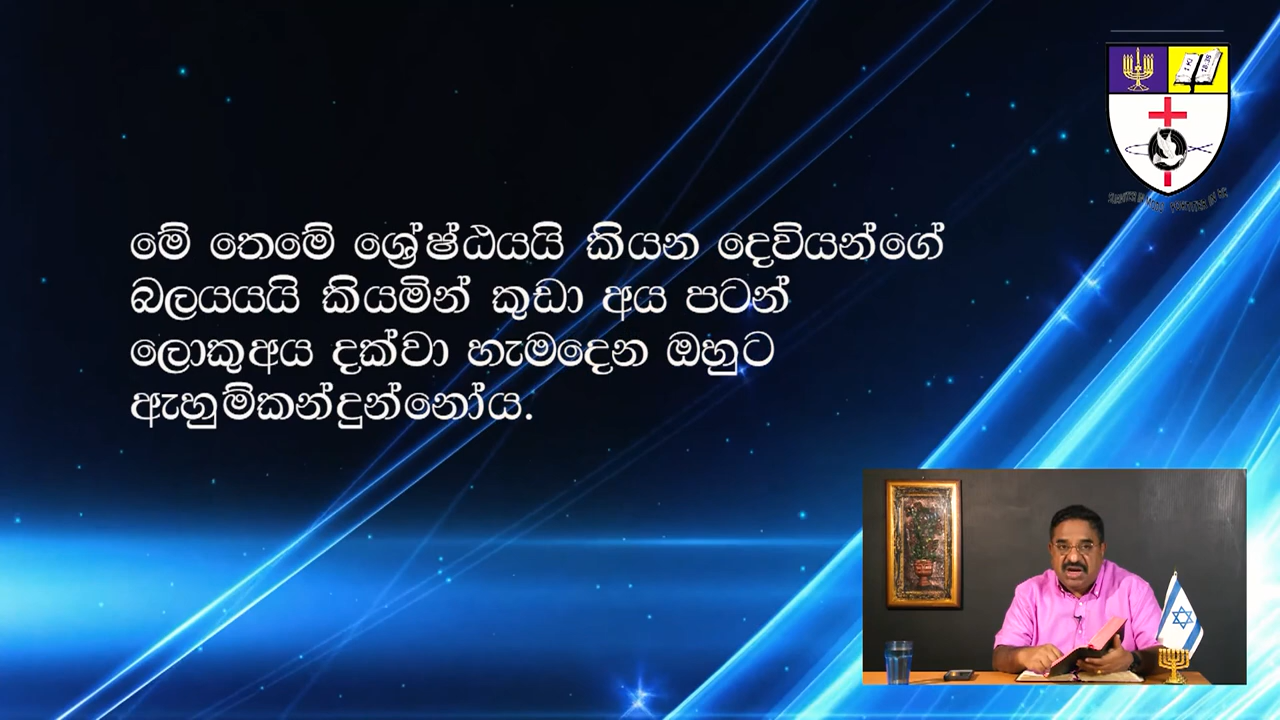 මේ තෙමේ ශ්‍රේෂ්ඨයයි කියන දෙවියන්ගේ
බලයයයි කියමින් කුඩා අය පටන්
ලොකුඅය දක්වා හැමදෙන ඔහුට
ඇහුම්කන්දුන්නෝය.